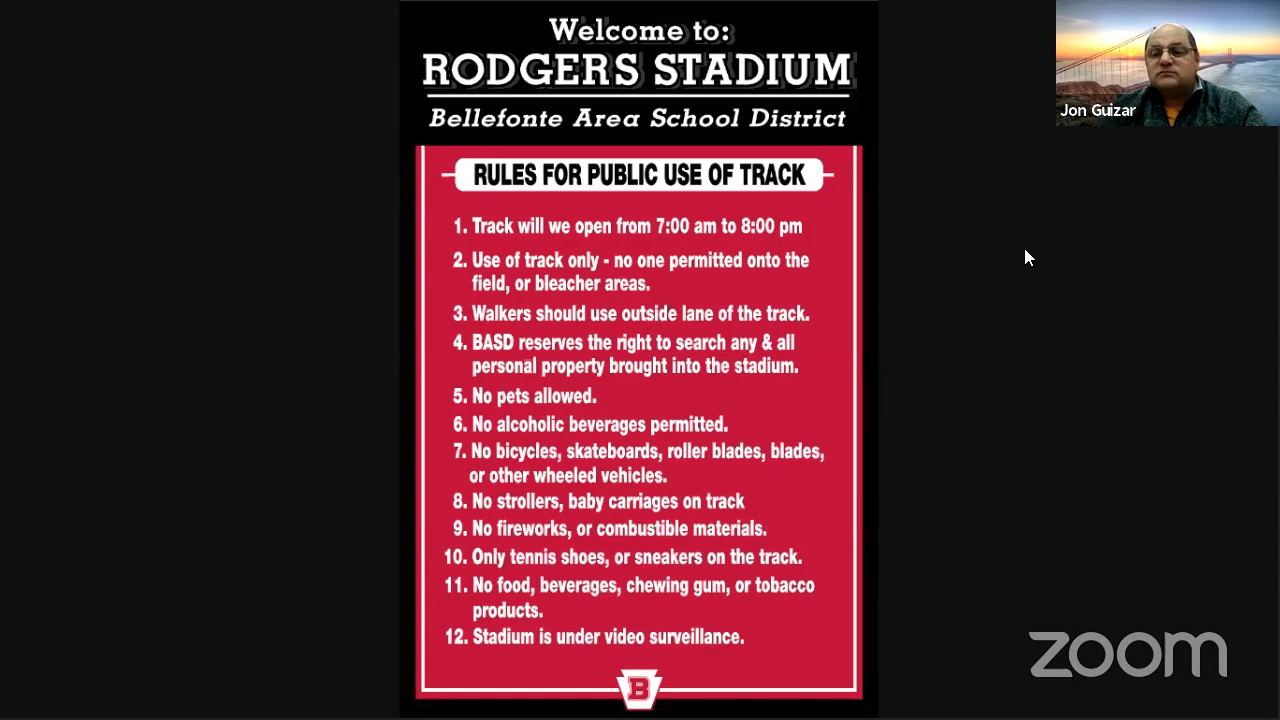 Welcome to:
RODGERS STADIUM
Bellefonte Area School District
RULES FOR PUBLIC USE OF TRACK
1. Track will we open from 7:00 am to 8:00 pm
2. Use of track only - no one permitted onto the
field, or bleacher areas.
3. Walkers should use outside lane of the track.
4. BASD reserves the right to search any & all
personal property brought into the stadium.
5. No pets allowed.
6. No alcoholic beverages permitted.
7. No bicycles, skateboards, roller blades, blades,
or other wheeled vehicles.
8. No strollers, baby carriages on track
9. No fireworks, or combustible materials.
10. Only tennis shoes, or sneakers on the track.
11. No food, beverages, chewing gum, or tobacco
products.
12. Stadium is under video surveillance.
B
Jon Guizar
zoom